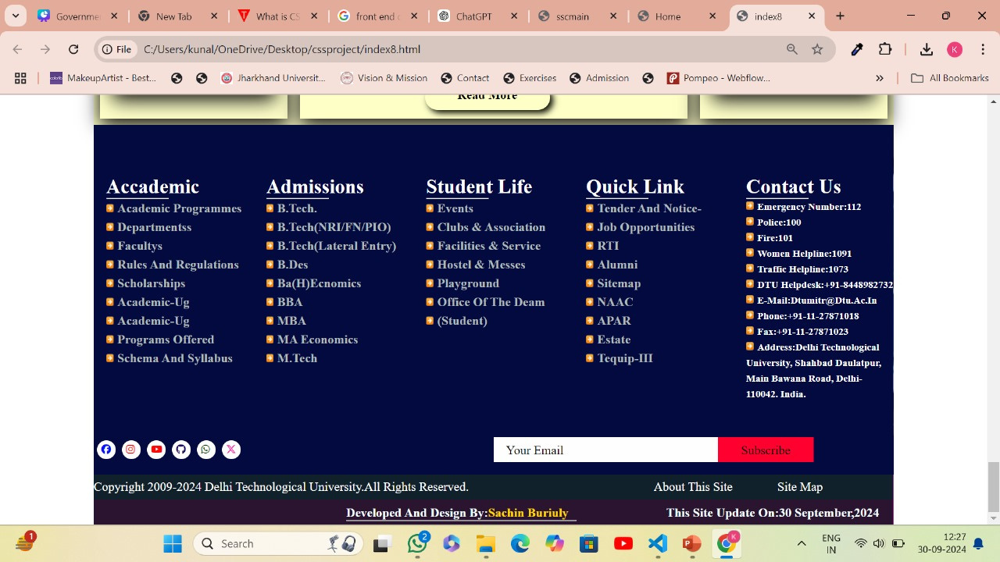 Governme
New Tab
What is CS
front end d
ChatGPT
sscmain
Home
index8
File
C:/Users/kunal/OneDrive/Desktop/cssproject/index8.html
K
MakeupArtist - Best...
Jharkhand Universit...
Vision & Mission
Contact
Exercises
Admission
Pompeo - Webflow...
All Bookmarks
Read More
Accademic
Academic Programmes
Departmentss
Facultys
Rules And Regulations
Scholarships
Academic-Ug
Academic-Ug
Programs Offered
Schema And Syllabus
Admissions
B.Tech.
B.Tech(NRI/FN/PIO)
B.Tech(Lateral Entry)
B.Des
Ba(H)Ecnomics
BBA
MBA
MA Economics
M.Tech
Student Life
Events
Clubs & Association
Facilities & Service
Hostel & Messes
Playground
Office Of The Deam
(Student)
Quick Link
Tender And Notice-
Job Opportunities
RTI
Alumni
Sitemap
NAAC
APAR
Estate
Tequip-III
Contact Us
Emergency Number:112
Police:100
Fire:101
Women Helpline:1091
Traffic Helpline:1073
DTU Helpdesk:+91-8448982732
E-Mail:Dtumitr@Dtu.Ac.In
Phone:+91-11-27871018
Fax:+91-11-27871023
Address:Delhi Technological
University, Shahbad Daulatpur,
Main Bawana Road, Delhi-
110042. India.
Your Email
Subscribe
Copyright 2009-2024 Delhi Technological University.All Rights Reserved.
About This Site
Site Map
Developed And Design By:Sachin Buriuly
This Site Update On:30 September,2024
1
Search
2
K
ENG
IN
12:27
30-09-2024